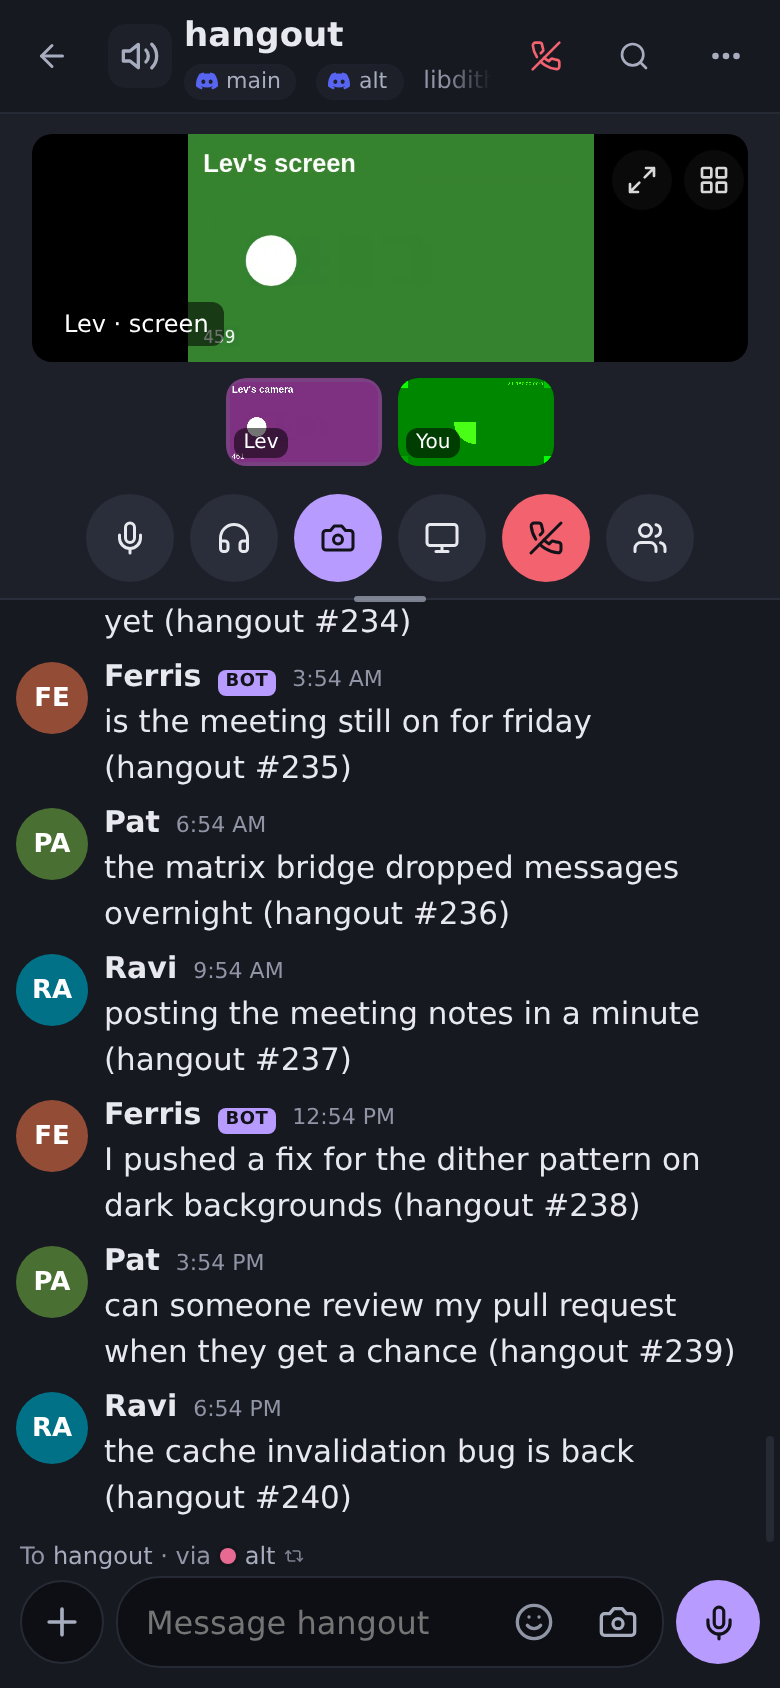 hangout
main alt libdith
Lev's screen
Lev · screen
459
Lev's camera
Lev
461
You
yet (hangout #234)
FE Ferris BOT 3:54 AM
is the meeting still on for friday
(hangout #235)
PA Pat 6:54 AM
the matrix bridge dropped messages
overnight (hangout #236)
RA Ravi 9:54 AM
posting the meeting notes in a minute
(hangout #237)
FE Ferris BOT 12:54 PM
I pushed a fix for the dither pattern on
dark backgrounds (hangout #238)
PA Pat 3:54 PM
can someone review my pull request
when they get a chance (hangout #239)
RA Ravi 6:54 PM
the cache invalidation bug is back
(hangout #240)
To hangout · via alt
Message hangout